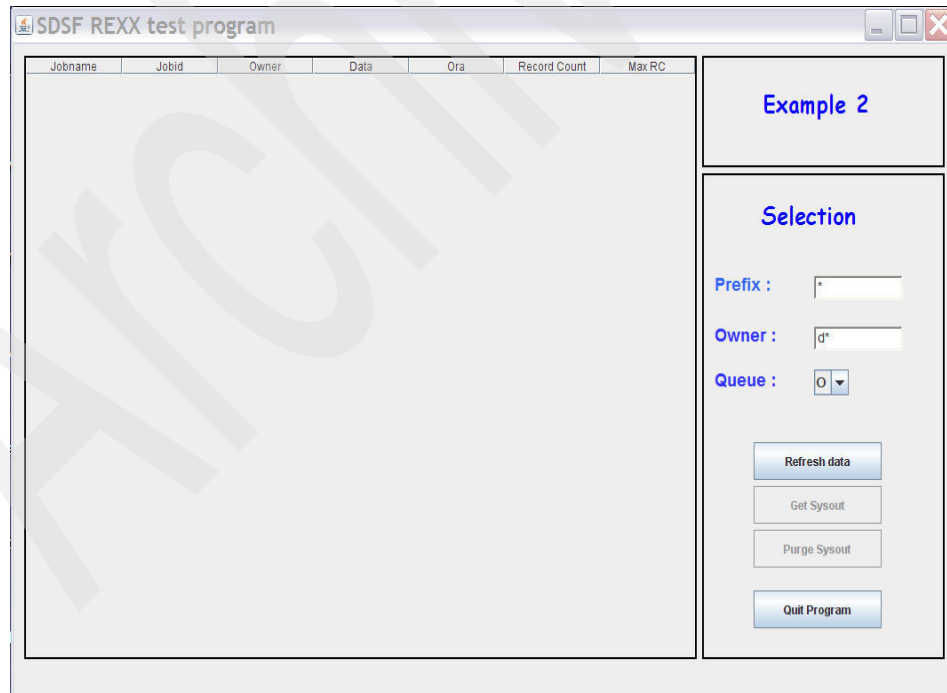 SDSF REXX test program
Jobname Jobid Owner Data Ora Record Count Max RC
Example 2
Selection
Prefix : *
Owner : d*
Queue : O
Refresh data
Get Sysout
Purge Sysout
Quit Program